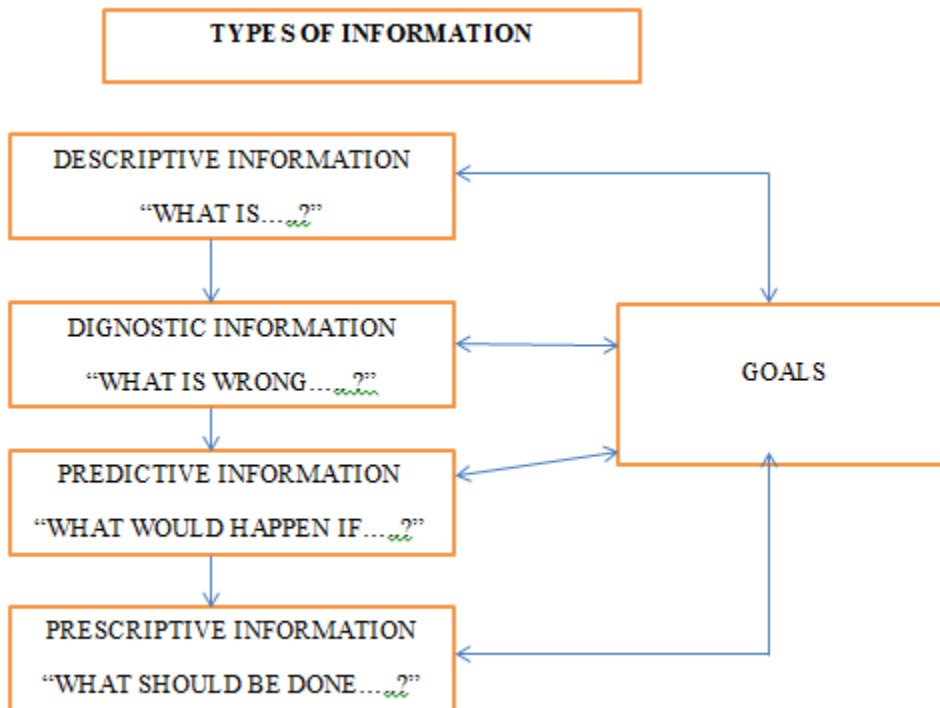 TYPES OF INFORMATION
DESCRIPTIVE INFORMATION
“WHAT IS…..?”
DIGNOSTIC INFORMATION
“WHAT IS WRONG…..?”
GOALS
PREDICTIVE INFORMATION
“WHAT WOULD HAPPEN IF…..?”
PRESCRIPTIVE INFORMATION
“WHAT SHOULD BE DONE…..?”